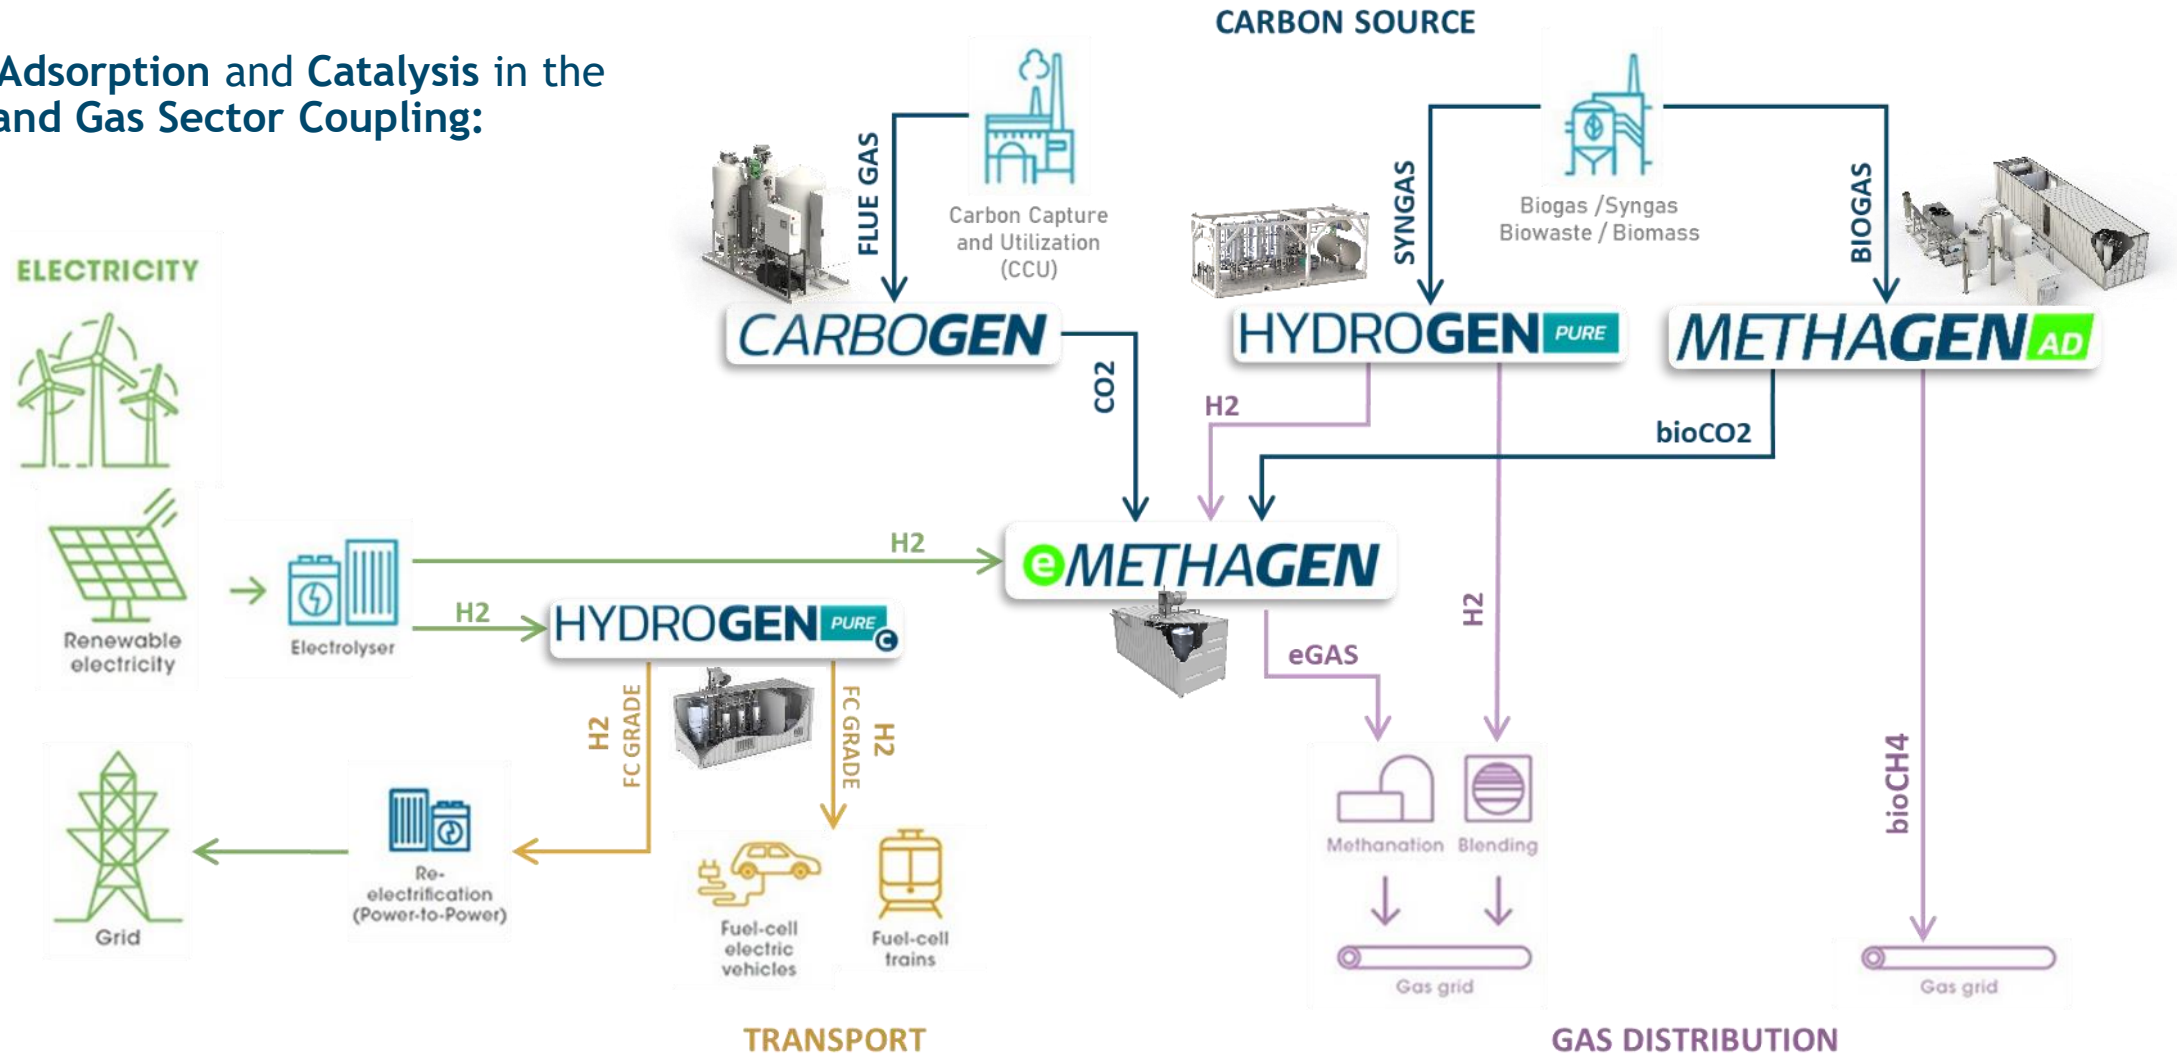 CARBON SOURCE
Adsorption and Catalysis in the
and Gas Sector Coupling:
FLUE GAS
Carbon Capture
and Utilization
(CCU)
SYNGAS
Biogas /Syngas
Biowaste / Biomass
BIOGAS
ELECTRICITY
CARBOGEN
HYDROGEN PURE
METHAGEN AD
CO2
H2
bioCO2
H2
eMETHAGEN
H2
HYDROGEN PURE C
Renewable
electricity
Electrolyser
H2
eGAS
H2
FC GRADE
H2
FC GRADE
bioCH4
Methanation
Blending
Re-
electrification
(Power-to-Power)
Grid
Fuel-cell
electric
vehicles
Fuel-cell
trains
Gas grid
Gas grid
TRANSPORT
GAS DISTRIBUTION